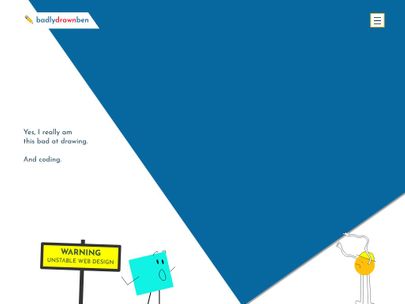 badlydrawnben
Yes, I really am
this bad at drawing.
And coding.
WARNING
UNSTABLE WEB DESIGN